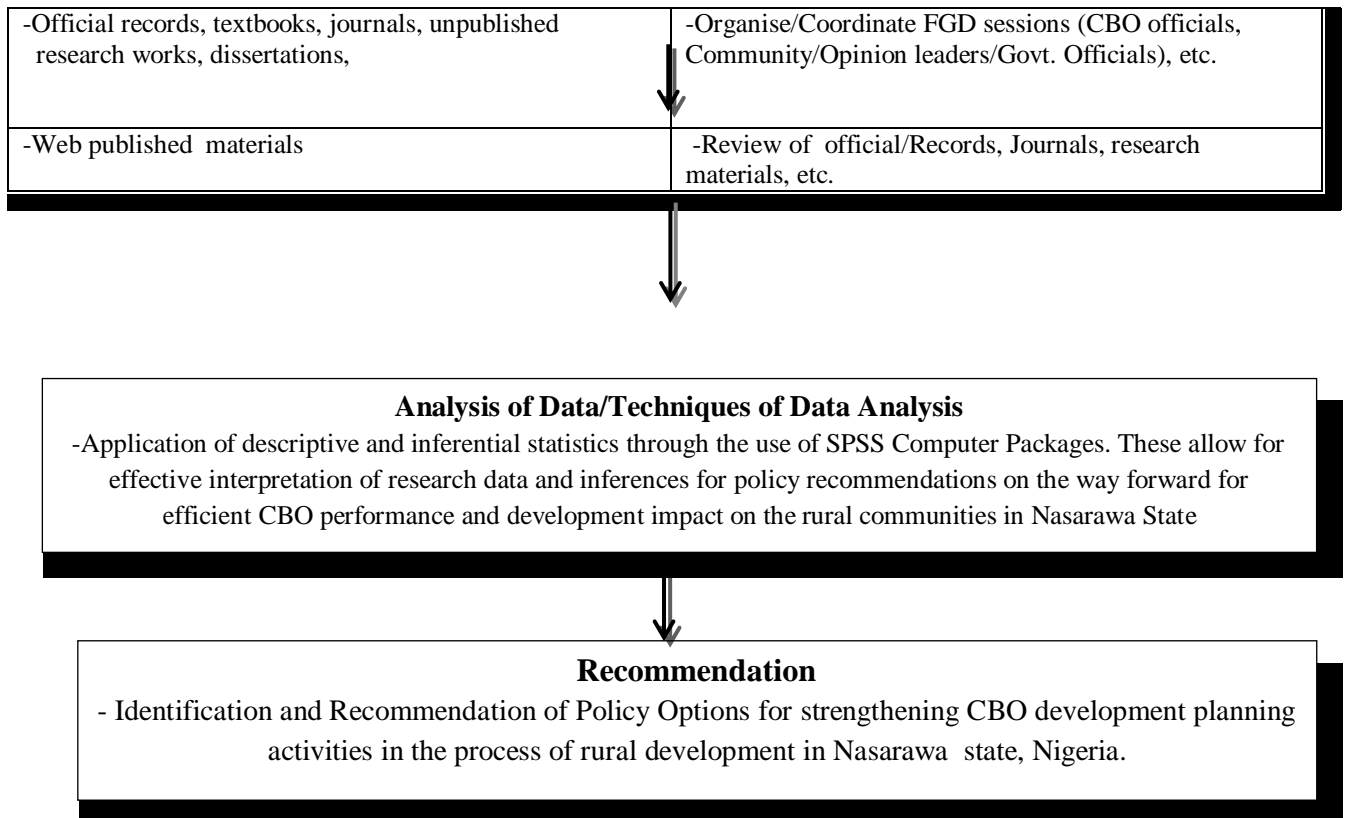 -Official records, textbooks, journals, unpublished
research works, dissertations,
-Organise/Coordinate FGD sessions (CBO officials,
Community/Opinion leaders/Govt. Officials), etc.
-Web published materials
-Review of official/Records, Journals, research
materials, etc.
Analysis of Data/Techniques of Data Analysis
-Application of descriptive and inferential statistics through the use of SPSS Computer Packages. These allow for
effective interpretation of research data and inferences for policy recommendations on the way forward for
efficient CBO performance and development impact on the rural communities in Nasarawa State
Recommendation
- Identification and Recommendation of Policy Options for strengthening CBO development planning
activities in the process of rural development in Nasarawa state, Nigeria.